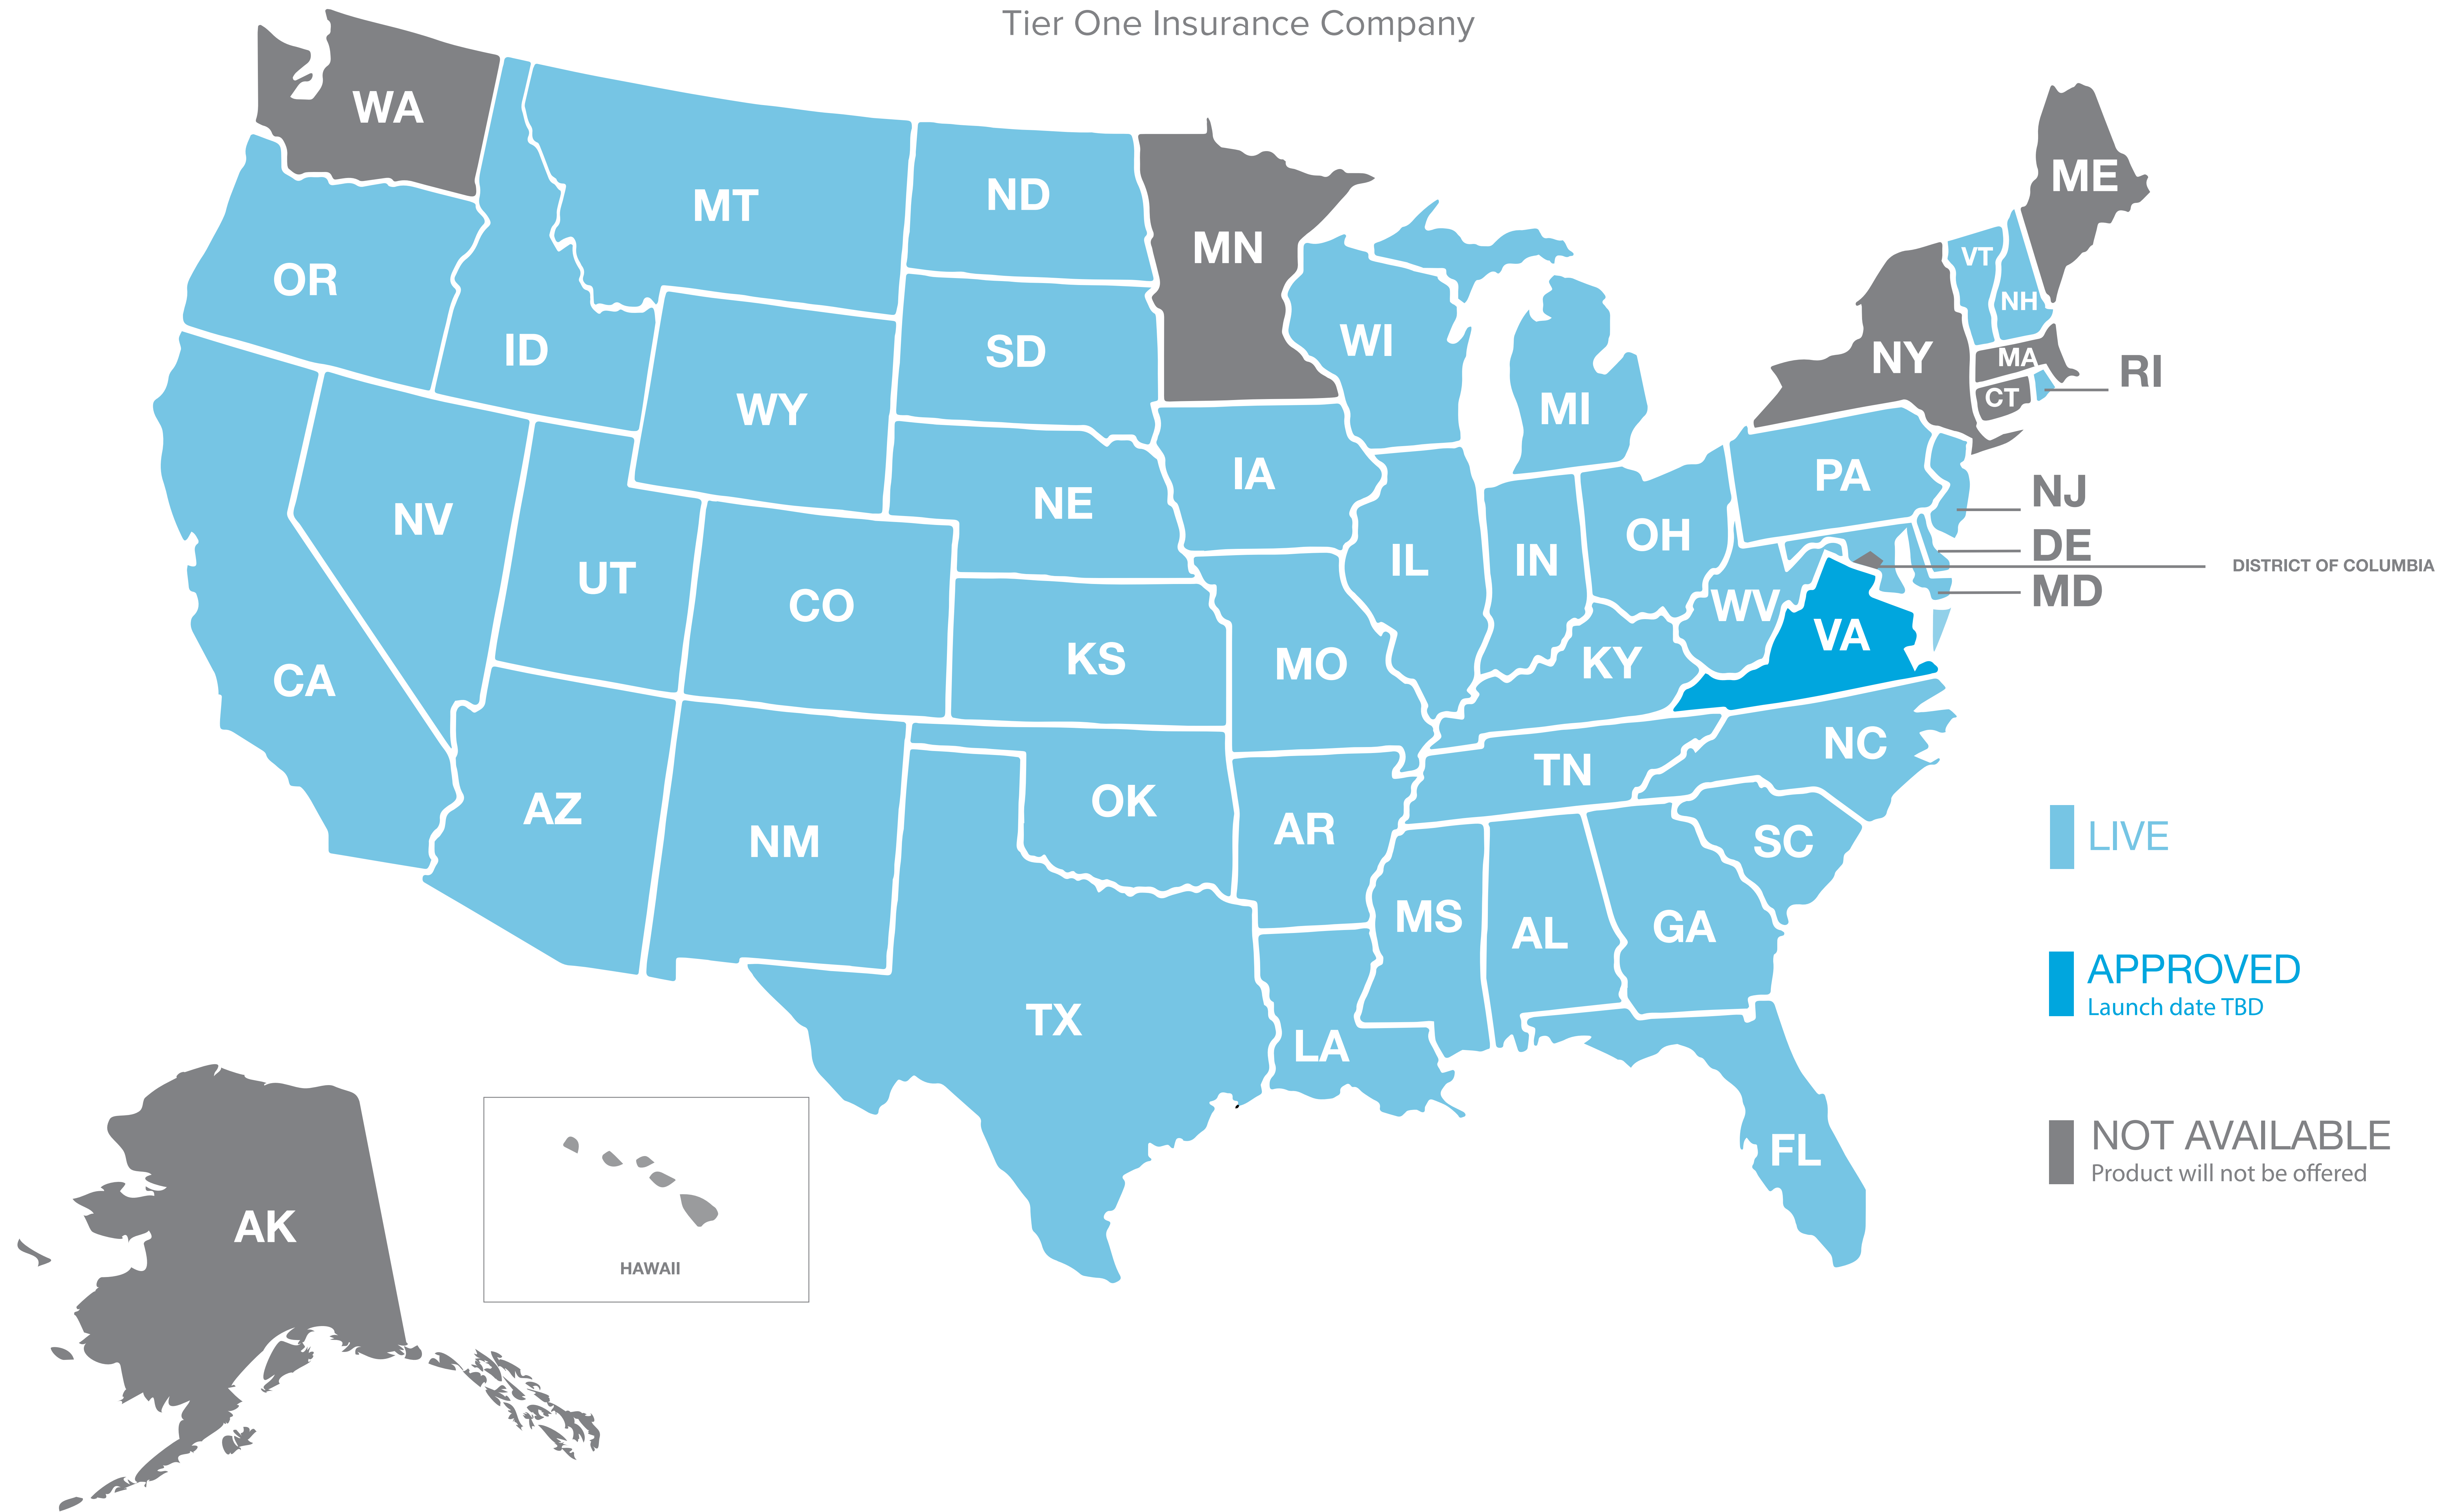 Tier One Insurance Company
WA
ME
MT
ND
MN
OR
VT
NH
ID
SD
WI
NY
MA
RI
CT
WY
MI
IA
PA
NE
NJ
NV
OH
DE
IL
IN
DISTRICT OF COLUMBIA
UT
MD
CO
WV
VA
KS
MO
KY
CA
NC
TN
OK
AZ
AR
NM
SC
LIVE
MS
GA
AL
APPROVED
Launch date TBD
TX
LA
NOT AVAILABLE
Product will not be offered
FL
AK
HAWAII